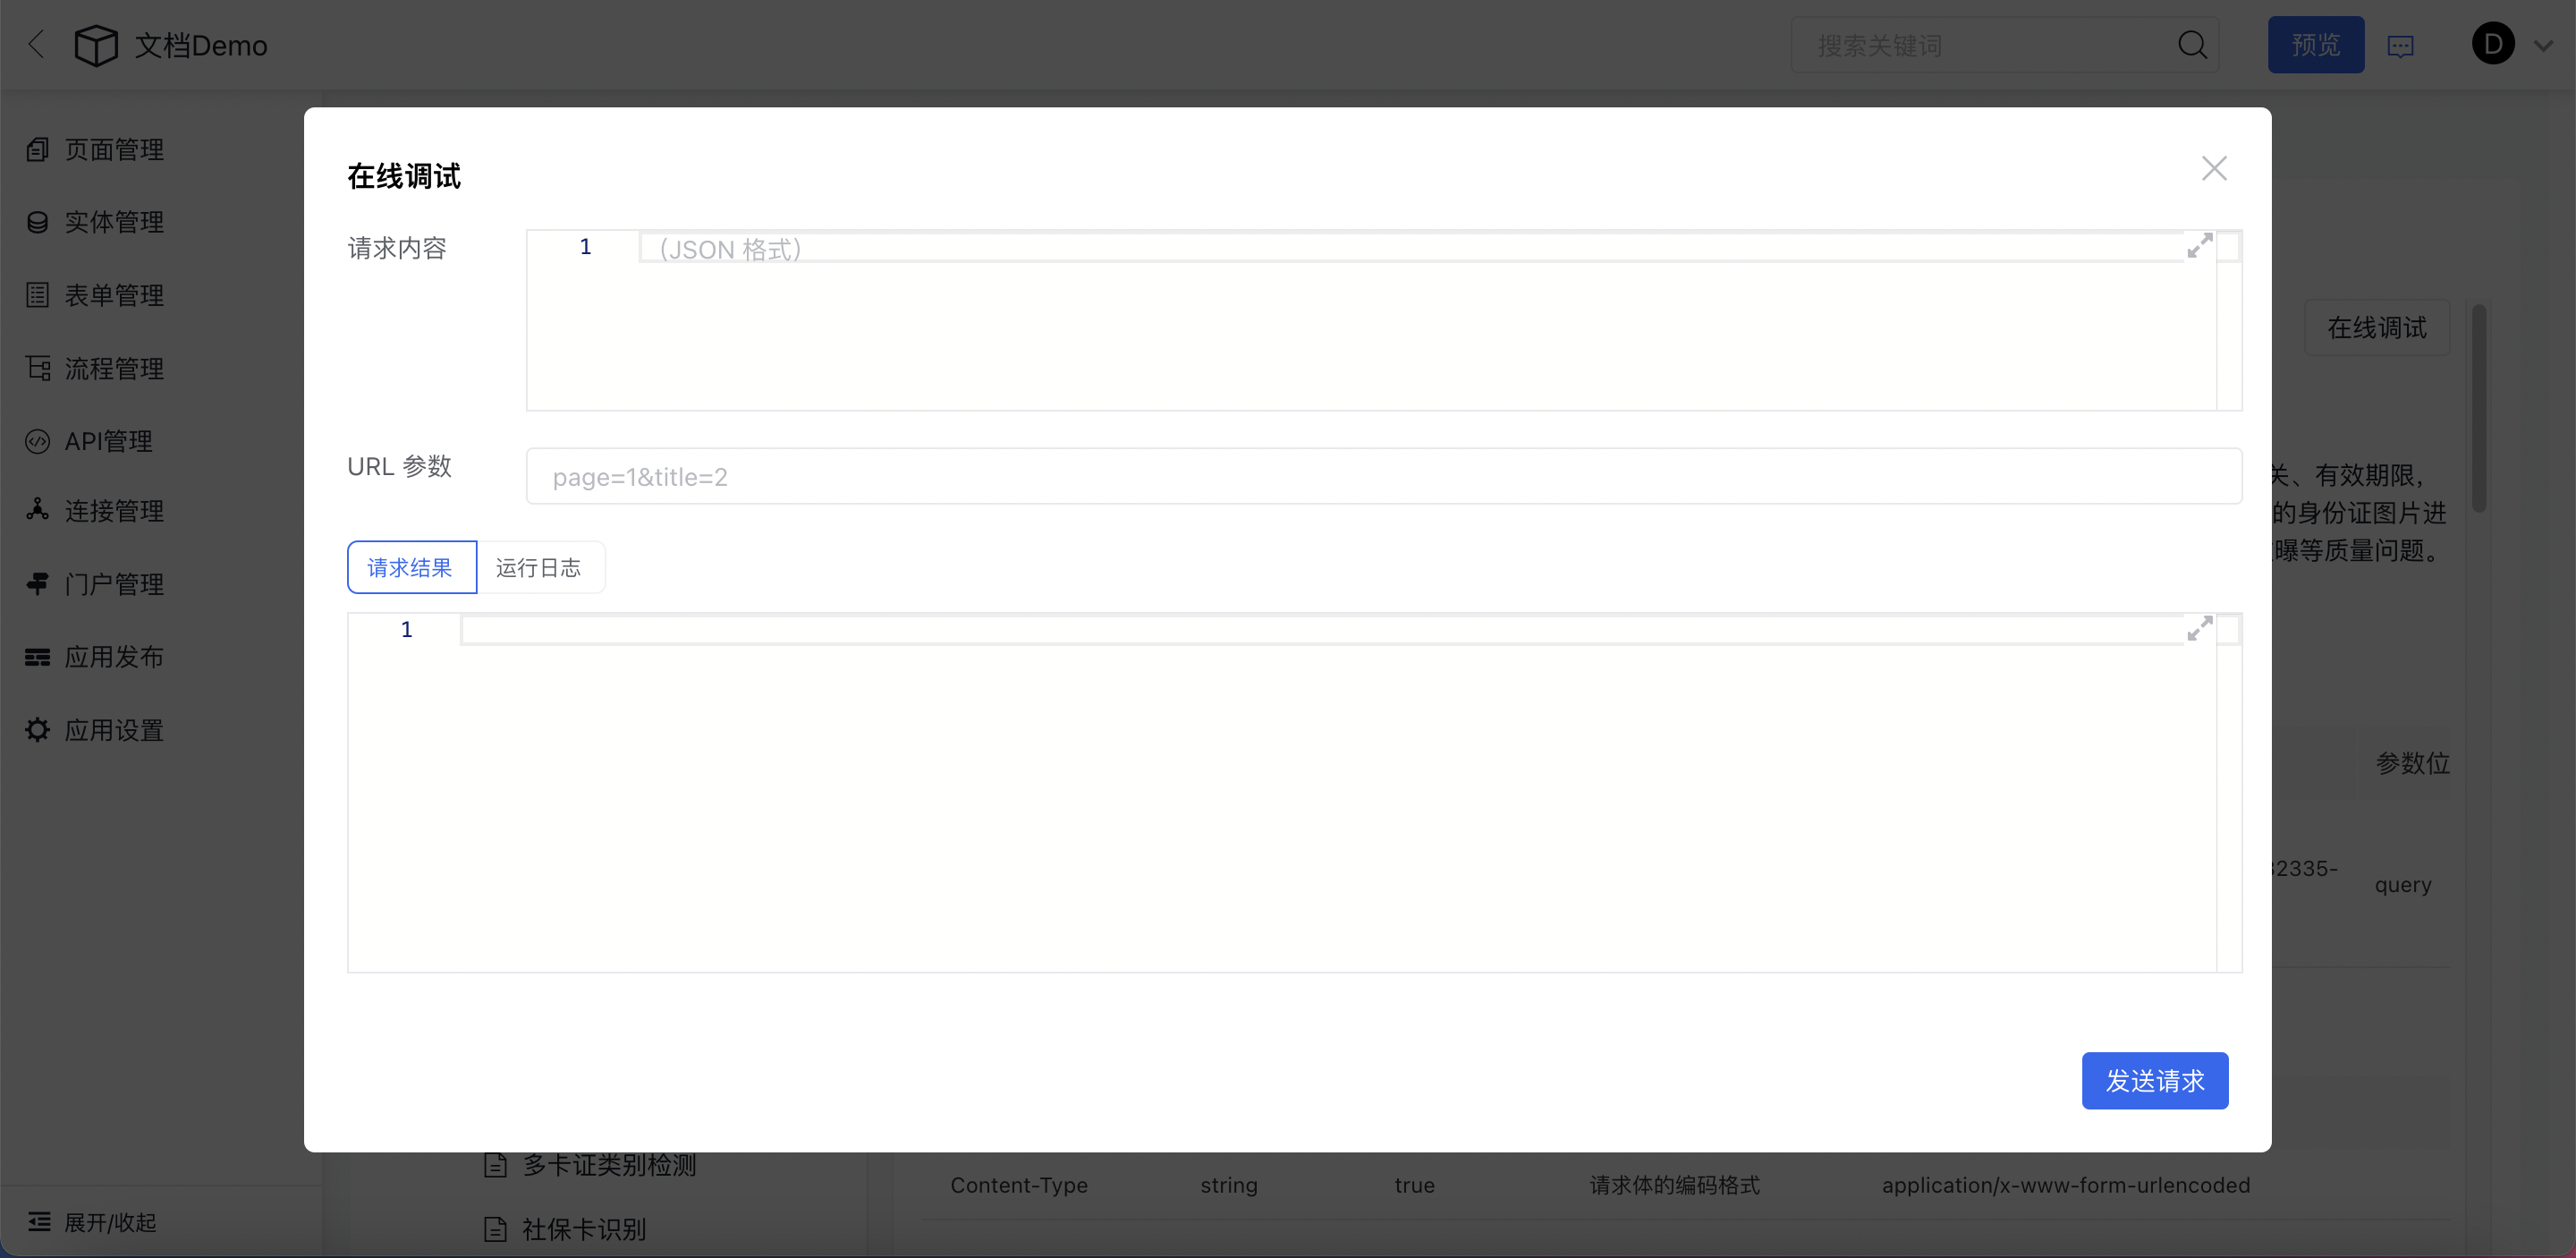 文档Demo
搜索关键词
预览
D
页面管理
实体管理
表单管理
流程管理
API管理
连接管理
门户管理
应用发布
应用设置
展开/收起
在线调试
请求内容
1
(JSON 格式)
URL 参数
page=1&title=2
请求结果
运行日志
1
发送请求
在线调试
关、有效期限，
的身份证图片进
曝等质量问题。
参数位
2335-
query
多卡证类别检测
社保卡识别
Content-Type string true 请求体的编码格式 application/x-www-form-urlencoded